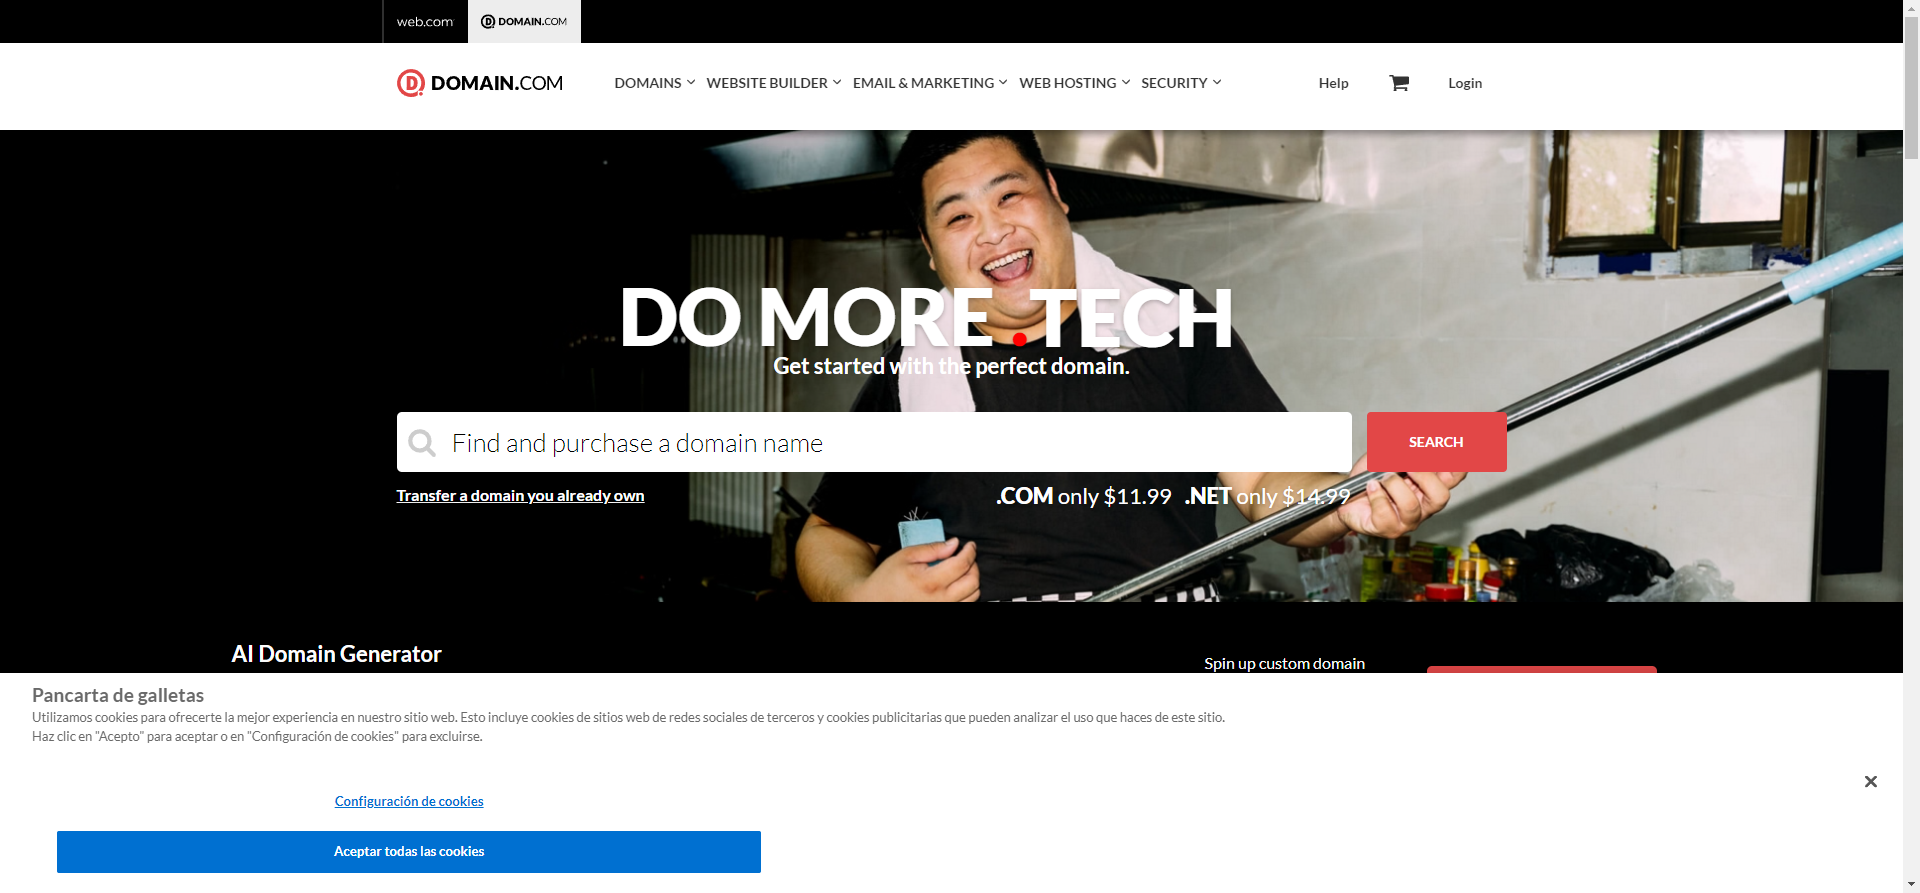 web.com
DOMAIN.COM
DOMAIN.COM
DOMAINS
WEBSITE BUILDER
EMAIL & MARKETING
WEB HOSTING
SECURITY
Help
Login
DO MORE .TECH
Get started with the perfect domain.
Find and purchase a domain name
SEARCH
Transfer a domain you already own
.COM only $11.99 .NET only $14.99
AI Domain Generator
Spin up custom domain
Pancarta de galletas
Utilizamos cookies para ofrecerte la mejor experiencia en nuestro sitio web. Esto incluye cookies de sitios web de redes sociales de terceros y cookies publicitarias que pueden analizar el uso que haces de este sitio.
Haz clic en "Acepto" para aceptar o en "Configuración de cookies" para excluirse.
Configuración de cookies
Aceptar todas las cookies